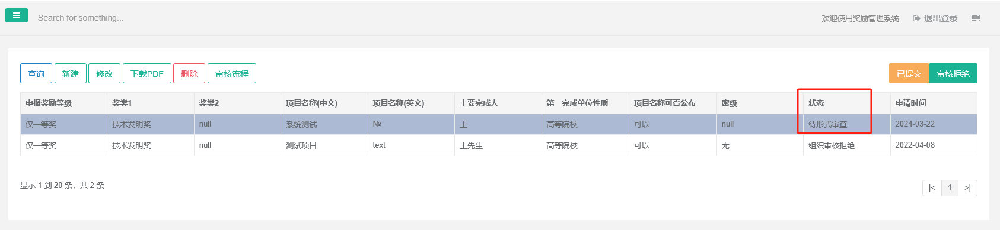 Search for something...
欢迎使用奖励管理系统 退出登录
查询 新建 修改 下载PDF 删除 审核流程 已提交 审核拒绝
申报奖励等级 奖类1 奖类2 项目名称(中文) 项目名称(英文) 主要完成人 第一完成单位性质 项目名称可否公布 密级 状态 申请时间
仅一等奖 技术发明奖 null 系统测试 № 王 高等院校 可以 null 待形式审查 2024-03-22
仅一等奖 技术发明奖 null 测试项目 text 王先生 高等院校 可以 无 组织审核拒绝 2022-04-08
显示 1 到 20 条，共 2 条
|< 1 >|